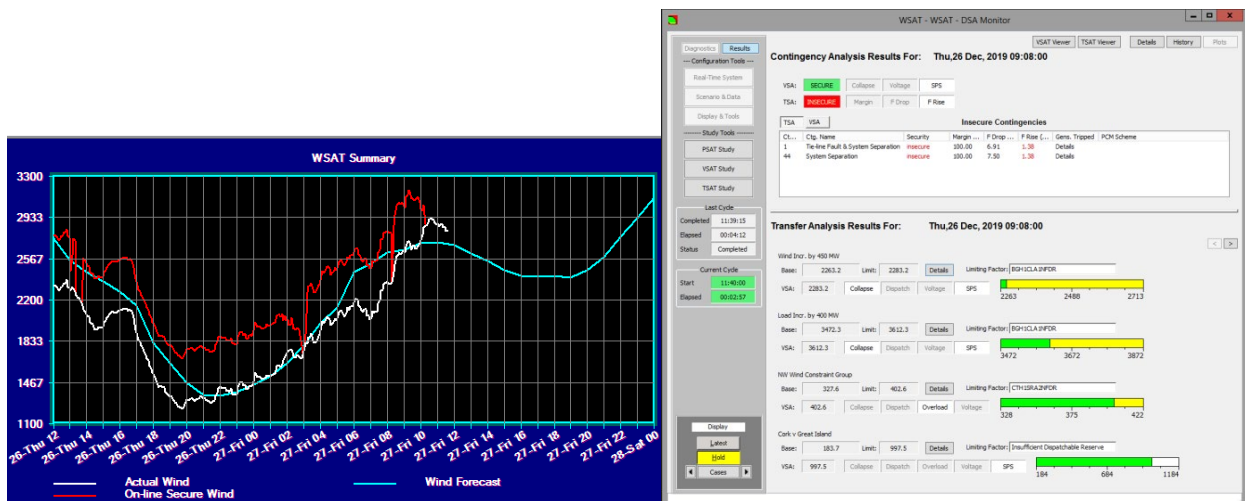 WSAT Summary
3300
2933
2567
2200
1833
1467
1100
26-Thu 12
26-Thu 14
26-Thu 16
26-Thu 18
26-Thu 20
26-Thu 22
27-Fri 00
27-Fri 02
27-Fri 04
27-Fri 06
27-Fri 08
27-Fri 10
27-Fri 12
27-Fri 14
27-Fri 16
27-Fri 18
27-Fri 20
27-Fri 22
28-Sat 00
Actual Wind Wind Forecast
On-line Secure Wind
WSAT - WSAT - DSA Monitor
Diagnostics Results
--- Configuration Tools ---
Real-Time System
Scenario & Data
Display & Tools
------ Study Tools ------
PSAT Study
VSAT Study
TSAT Study
Last Cycle
Completed 11:39:15
Elapsed 00:04:12
Status Completed
Current Cycle
Start 11:40:00
Elapsed 00:02:57
Display
Latest
Hold
Cases
VSAT Viewer TSAT Viewer Details History Plots
Contingency Analysis Results For: Thu,26 Dec, 2019 09:08:00
VSA: SECURE Collapse Voltage SPS
TSA: INSECURE Margin F Drop F Rise
TSA VSA Insecure Contingencies
Ct... Ctg. Name Security Margin ... F Drop ... F Rise (... Gens. Tripped PCM Scheme
1 Tie-line Fault & System Separation insecure 100.00 6.91 1.38 Details
44 System Separation insecure 100.00 7.50 1.38 Details
Transfer Analysis Results For: Thu,26 Dec, 2019 09:08:00
< >
Wind Incr. by 450 MW
Base: 2263.2 Limit: 2283.2 Details Limiting Factor: BGH1CLA1NFDR
VSA: 2283.2 Collapse Dispatch Voltage SPS
2263 2488 2713
Load Incr. by 400 MW
Base: 3472.3 Limit: 3612.3 Details Limiting Factor: BGH1CLA1NFDR
VSA: 3612.3 Collapse Dispatch Voltage SPS
3472 3672 3872
NW Wind Constraint Group
Base: 327.6 Limit: 402.6 Details Limiting Factor: CTH1SRA2NFDR
VSA: 402.6 Collapse Dispatch Overload Voltage
328 375 422
Cork v Great Island
Base: 183.7 Limit: 997.5 Details Limiting Factor: Insufficient Dispatchable Reserve
VSA: 997.5 Collapse Dispatch Overload Voltage SPS
184 684 1184